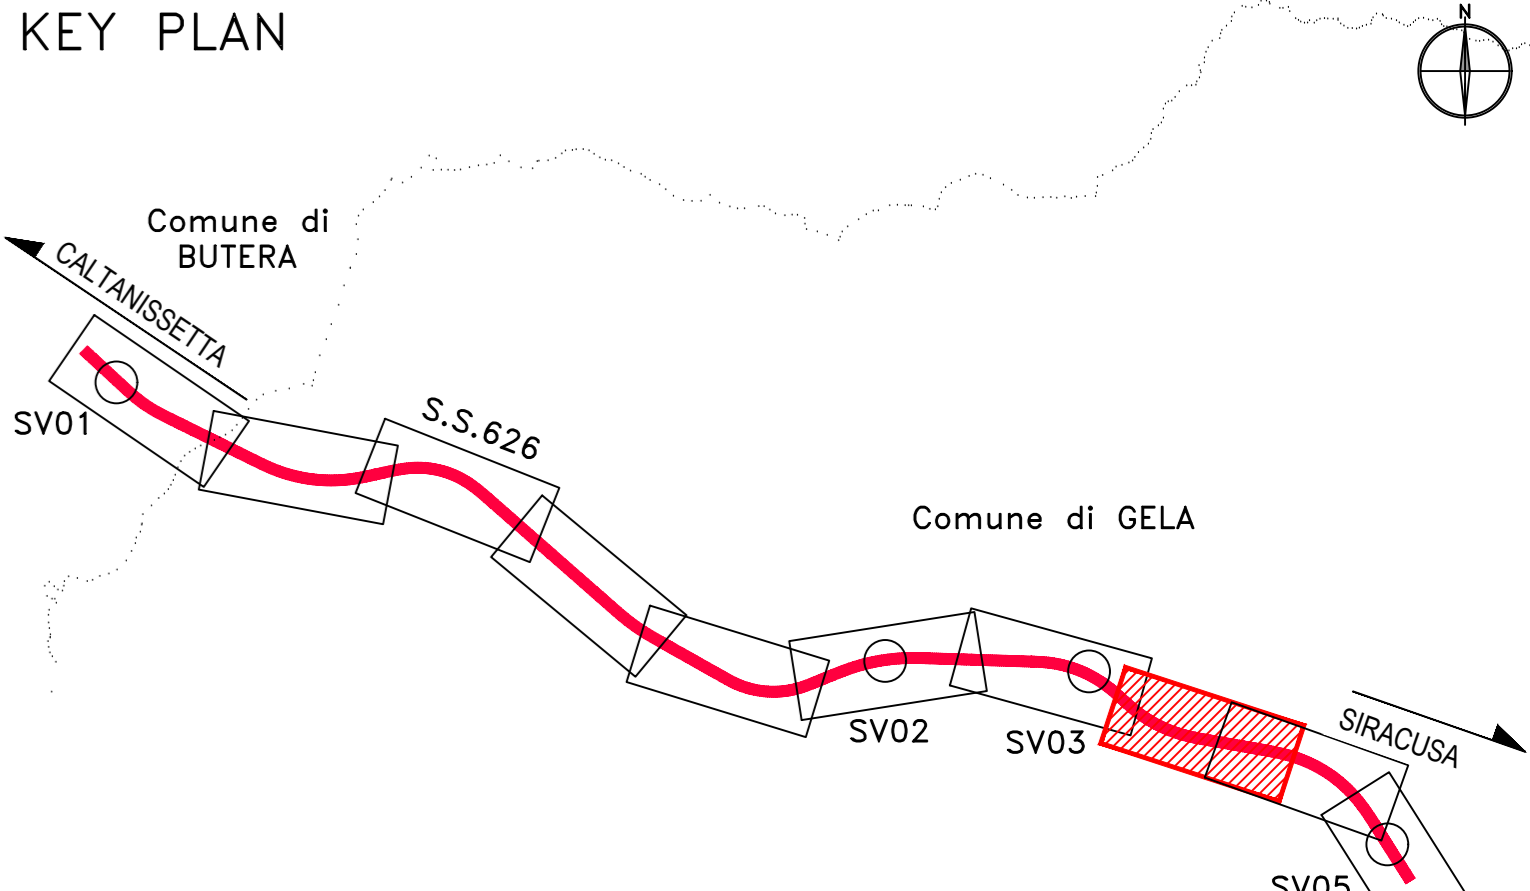 KEY PLAN
N
Comune di
BUTERA
CALTANISSETTA
SV01
S.S.626
Comune di GELA
SV02
SV03
SIRACUSA
SV05